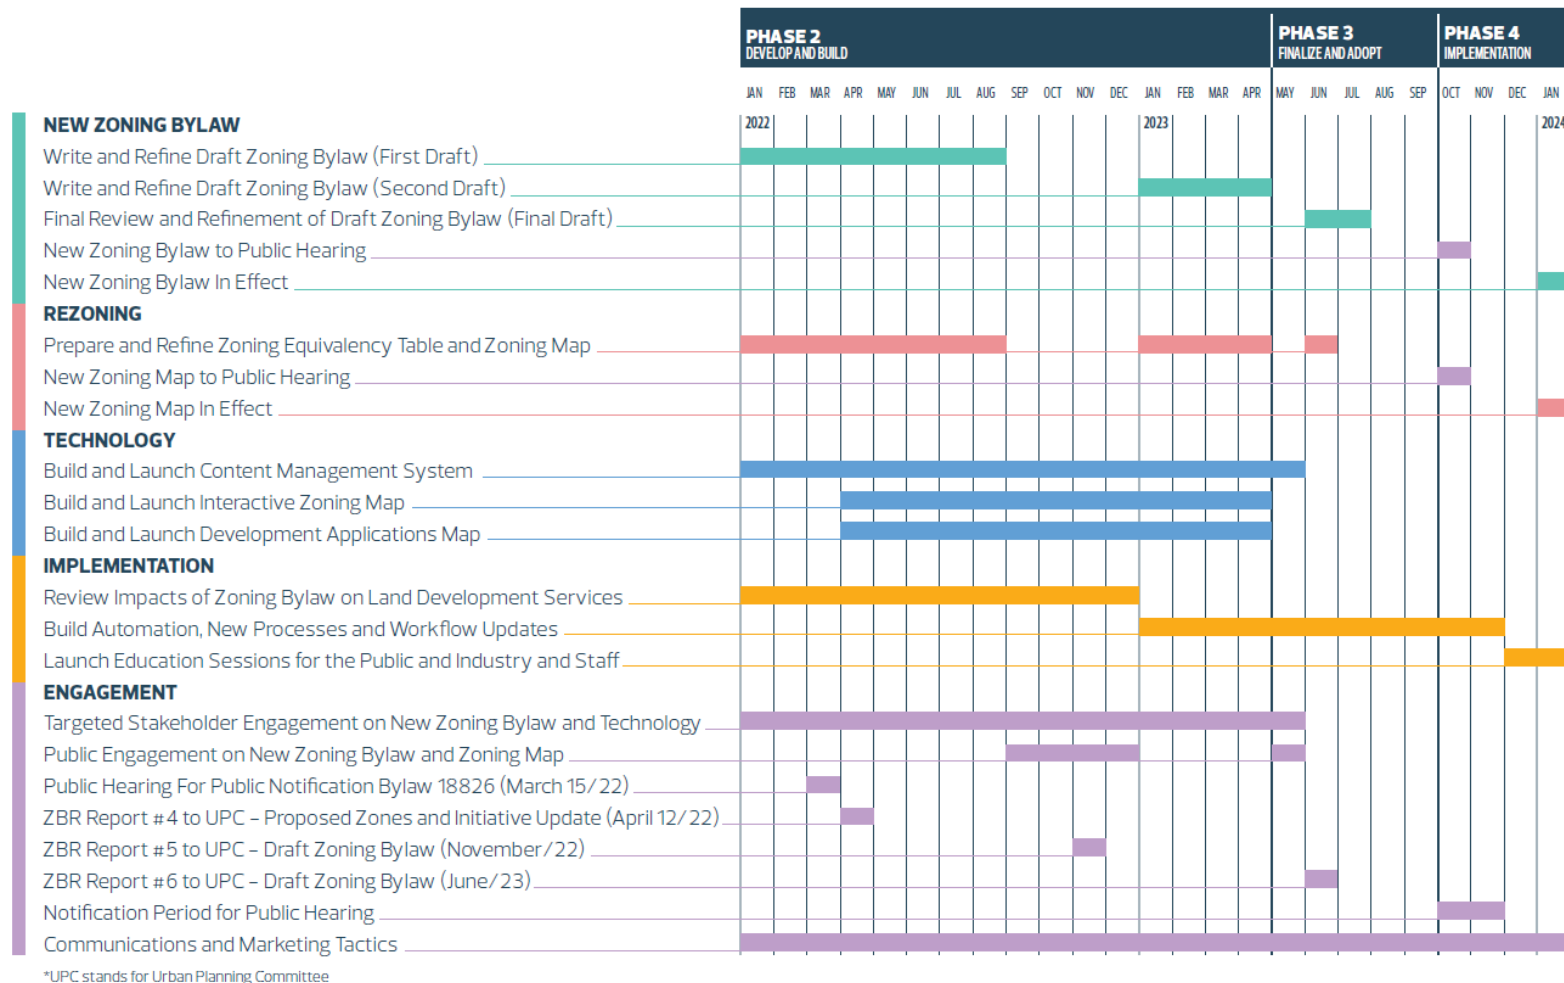 PHASE 2 PHASE 3 PHASE 4
DEVELOP AND BUILD FINALIZE AND ADOPT IMPLEMENTATION
JAN FEB MAR APR MAY JUN JUL AUG SEP OCT NOV DEC JAN FEB MAR APR MAY JUN JUL AUG SEP OCT NOV DEC JAN
NEW ZONING BYLAW 2022 2023 2024
Write and Refine Draft Zoning Bylaw (First Draft)
Write and Refine Draft Zoning Bylaw (Second Draft)
Final Review and Refinement of Draft Zoning Bylaw (Final Draft)
New Zoning Bylaw to Public Hearing
New Zoning Bylaw In Effect
REZONING
Prepare and Refine Zoning Equivalency Table and Zoning Map
New Zoning Map to Public Hearing
New Zoning Map In Effect
TECHNOLOGY
Build and Launch Content Management System
Build and Launch Interactive Zoning Map
Build and Launch Development Applications Map
IMPLEMENTATION
Review Impacts of Zoning Bylaw on Land Development Services
Build Automation, New Processes and Workflow Updates
Launch Education Sessions for the Public and Industry and Staff
ENGAGEMENT
Targeted Stakeholder Engagement on New Zoning Bylaw and Technology
Public Engagement on New Zoning Bylaw and Zoning Map
Public Hearing For Public Notification Bylaw 18826 (March 15/22)
ZBR Report #4 to UPC – Proposed Zones and Initiative Update (April 12/22)
ZBR Report #5 to UPC – Draft Zoning Bylaw (November/22)
ZBR Report #6 to UPC – Draft Zoning Bylaw (June/23)
Notification Period for Public Hearing
Communications and Marketing Tactics
*UPC stands for Urban Planning Committee